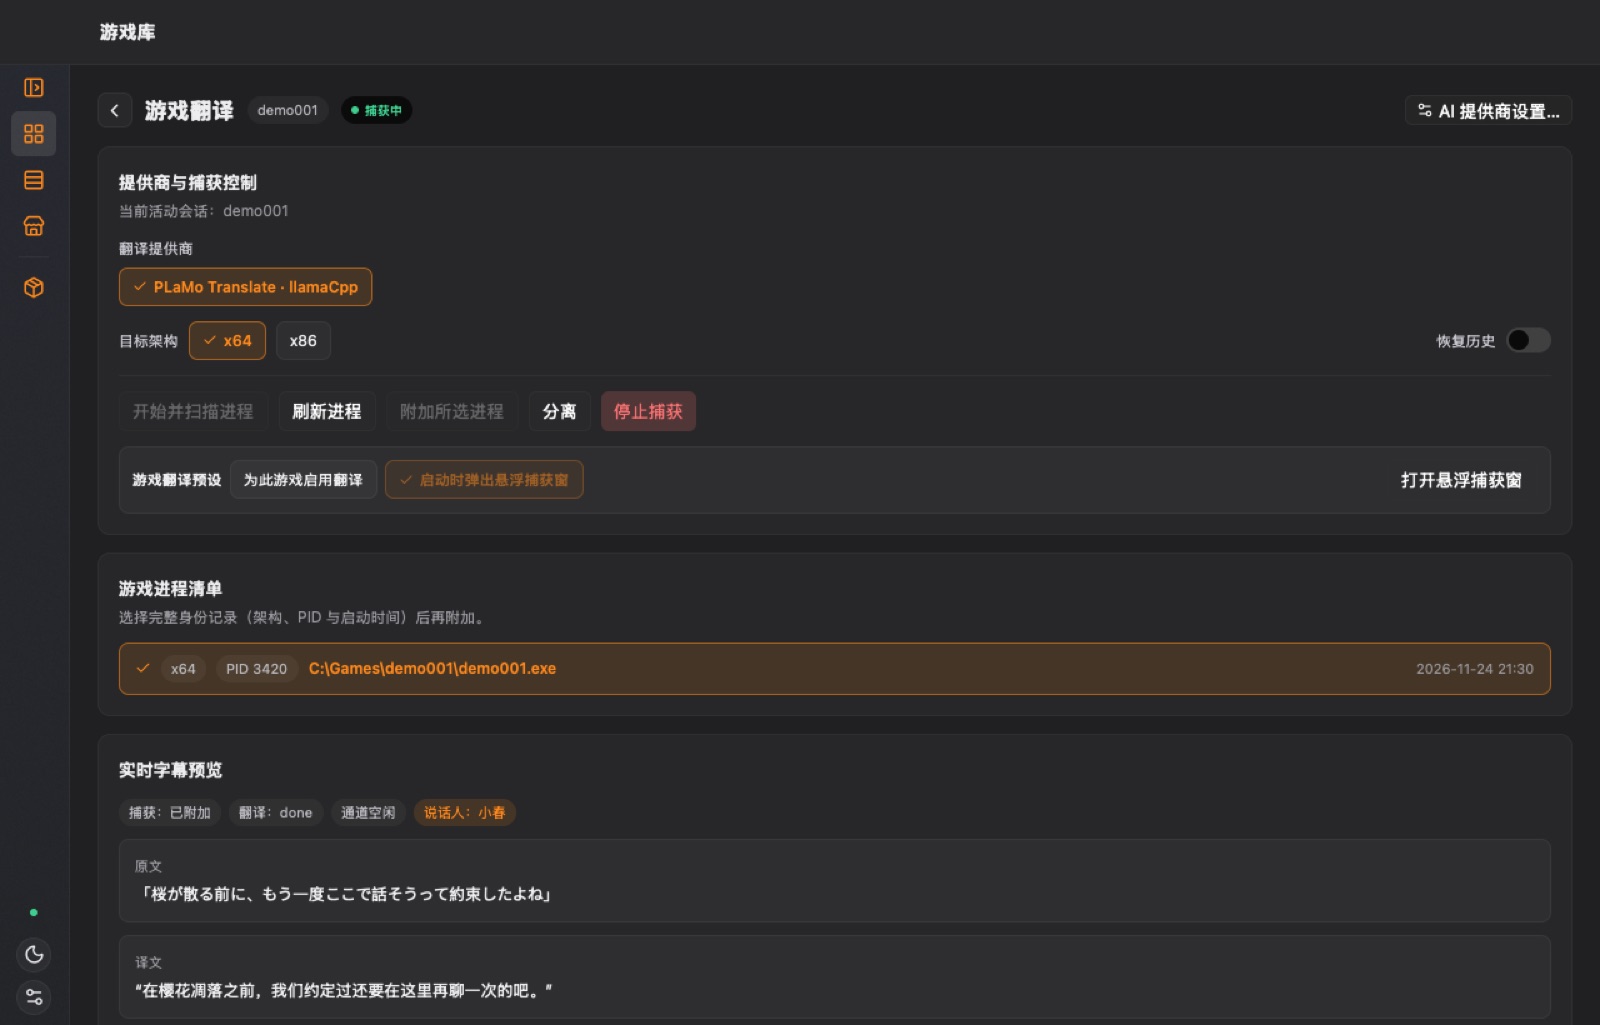 游戏库
游戏翻译 demo001 捕获中 AI 提供商设置...
提供商与捕获控制
当前活动会话：demo001
翻译提供商
PLaMo Translate · llamaCpp
目标架构 x64 x86 恢复历史
开始并扫描进程 刷新进程 附加所选进程 分离 停止捕获
游戏翻译预设 为此游戏启用翻译 启动时弹出悬浮捕获窗 打开悬浮捕获窗
游戏进程清单
选择完整身份记录（架构、PID 与启动时间）后再附加。
x64 PID 3420 C:\Games\demo001\demo001.exe 2026-11-24 21:30
实时字幕预览
捕获：已附加 翻译：done 通道空闲 说话人：小春
原文
「桜が散る前に、もう一度ここで話そうって約束したよね」
译文
“在樱花凋落之前，我们约定过还要在这里再聊一次的吧。”